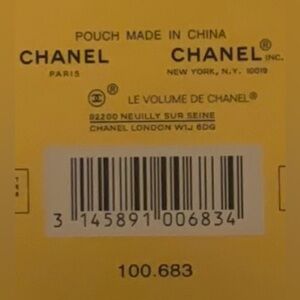 POUCH MADE IN CHINA
CHANEL CHANEL® INC.
PARIS NEW YORK, N.Y. 10019
® LE VOLUME DE CHANEL®
92200 NEUILLY SUR SEINE
CHANEL LONDON W1J 6DG
3 145891 006834
100.683